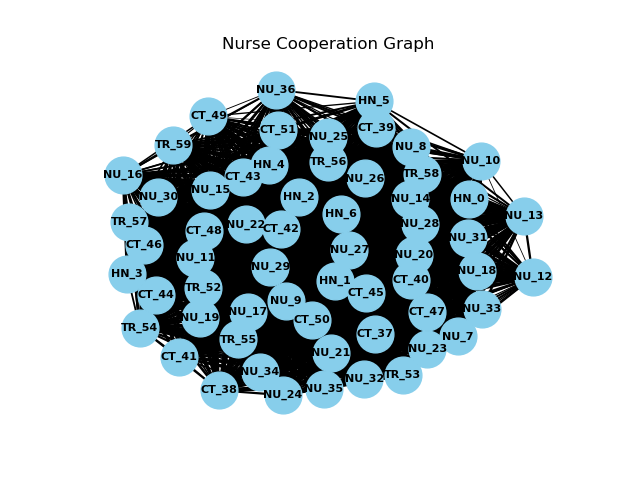 Nurse Cooperation Graph
NU_36
HN_5
CT_49
CT_51
CT_39
NU_25
TR_59
NU_8
NU_10
TR_56
HN_4
NU_16
CT_43
TR_58
NU_26
NU_15
NU_30
HN_2
NU_14
HN_0
HN_6
NU_13
TR_57
NU_22
NU_28
CT_42
CT_48
NU_31
CT_46
NU_27
NU_20
NU_11
NU_29
NU_18
HN_3
NU_12
HN_1
CT_40
TR_52
CT_45
CT_44
NU_9
NU_33
NU_17
CT_47
NU_19
CT_50
TR_54
CT_37
NU_7
TR_55
NU_23
NU_21
CT_41
NU_34
TR_53
NU_32
NU_35
CT_38
NU_24